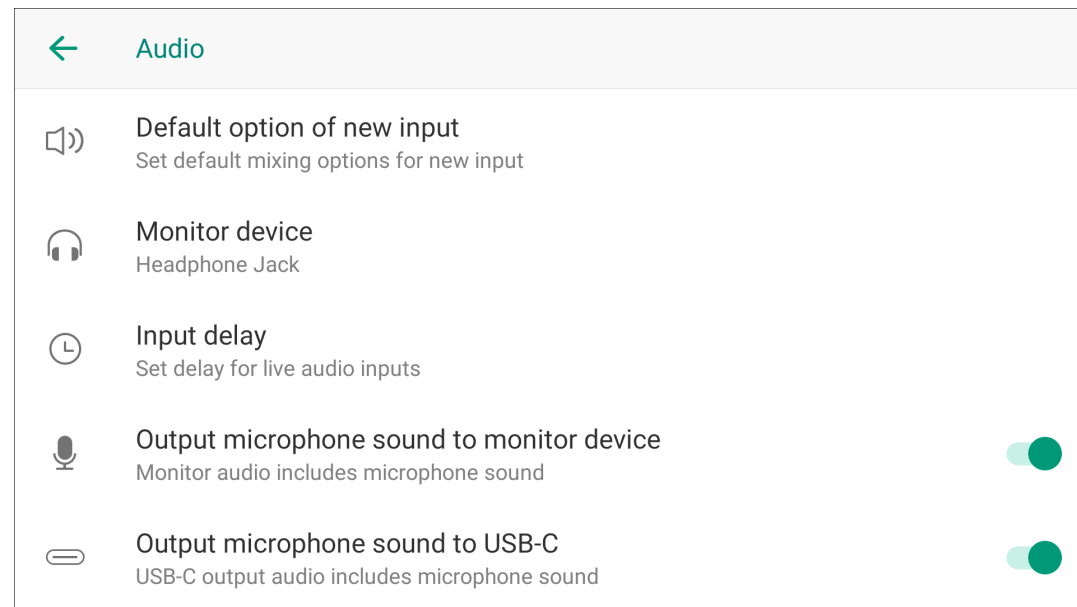 Audio
Default option of new input
Set default mixing options for new input
Monitor device
Headphone Jack
Input delay
Set delay for live audio inputs
Output microphone sound to monitor device
Monitor audio includes microphone sound
Output microphone sound to USB-C
USB-C output audio includes microphone sound